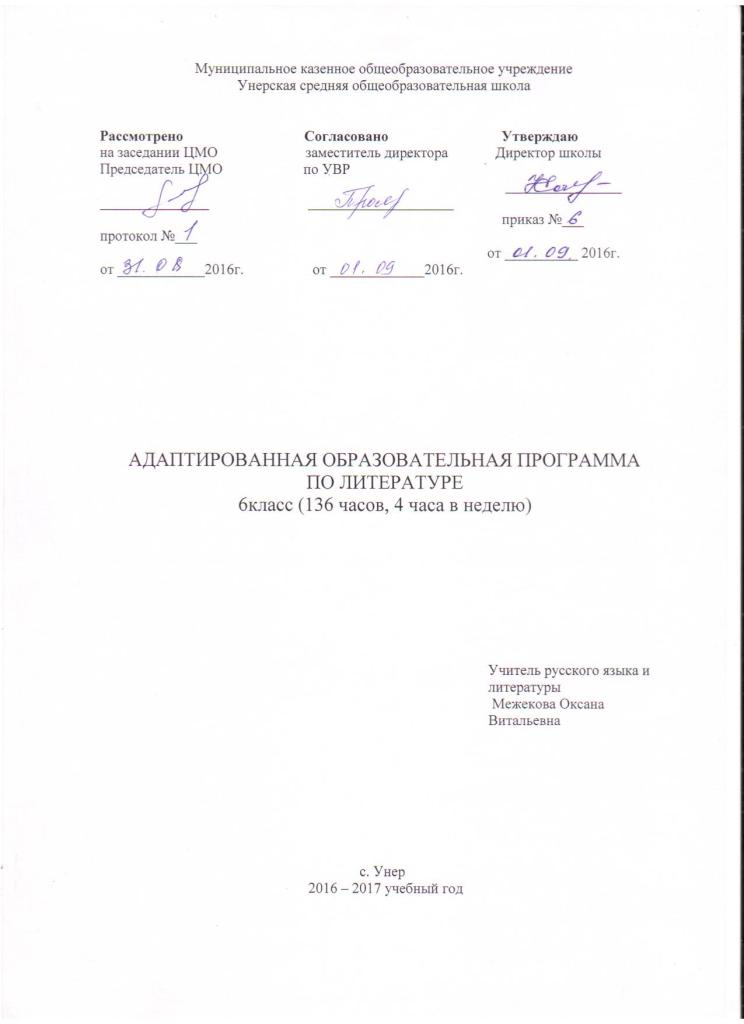 Муниципальное казенное общеобразовательное учреждение
Унерская средняя общеобразовательная школа
Рассмотрено
на заседании ЦМО
Председатель ЦМО
протокол № 1
от 31. 08 2016г.
Согласовано
заместитель директора
по УВР
от 01. 09 2016г.
Утверждаю
Директор школы
приказ № 6
от 01. 09. 2016г.
АДАПТИРОВАННАЯ ОБРАЗОВАТЕЛЬНАЯ ПРОГРАММА
ПО ЛИТЕРАТУРЕ
6класс (136 часов, 4 часа в неделю)
Учитель русского языка и
литературы
Межекова Оксана
Витальевна
с. Унер
2016 – 2017 учебный год